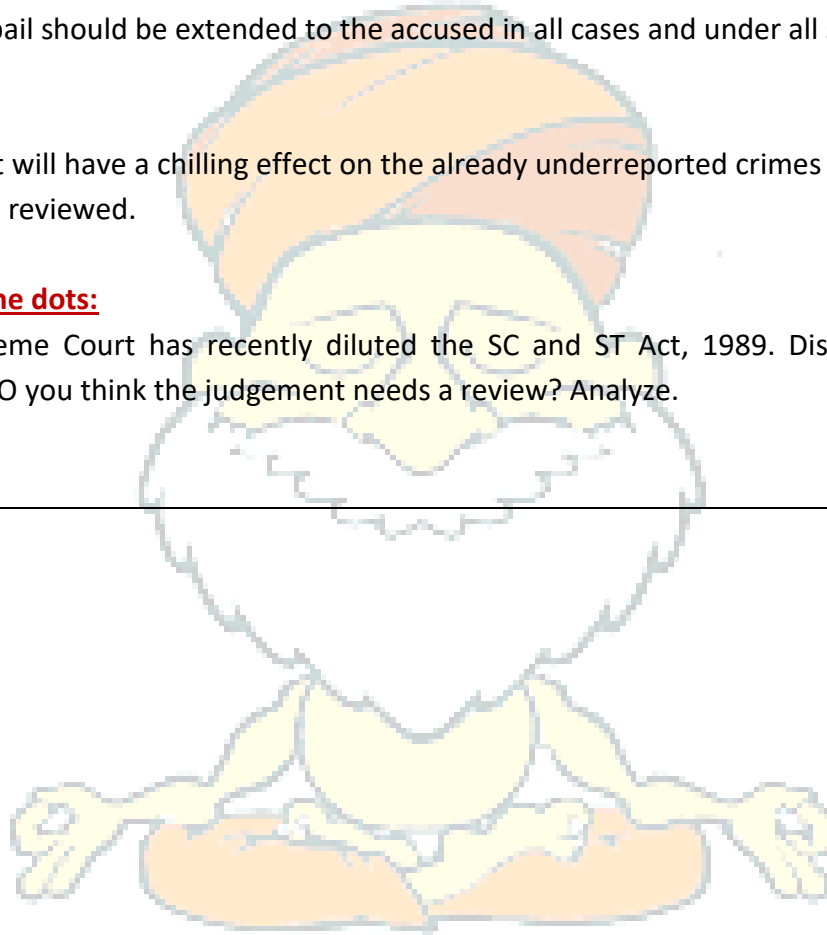 bail should be extended to the accused in all cases and under all
t will have a chilling effect on the already underreported crimes
reviewed.
ne dots:
eme Court has recently diluted the SC and ST Act, 1989. Dis
O you think the judgement needs a review? Analyze.